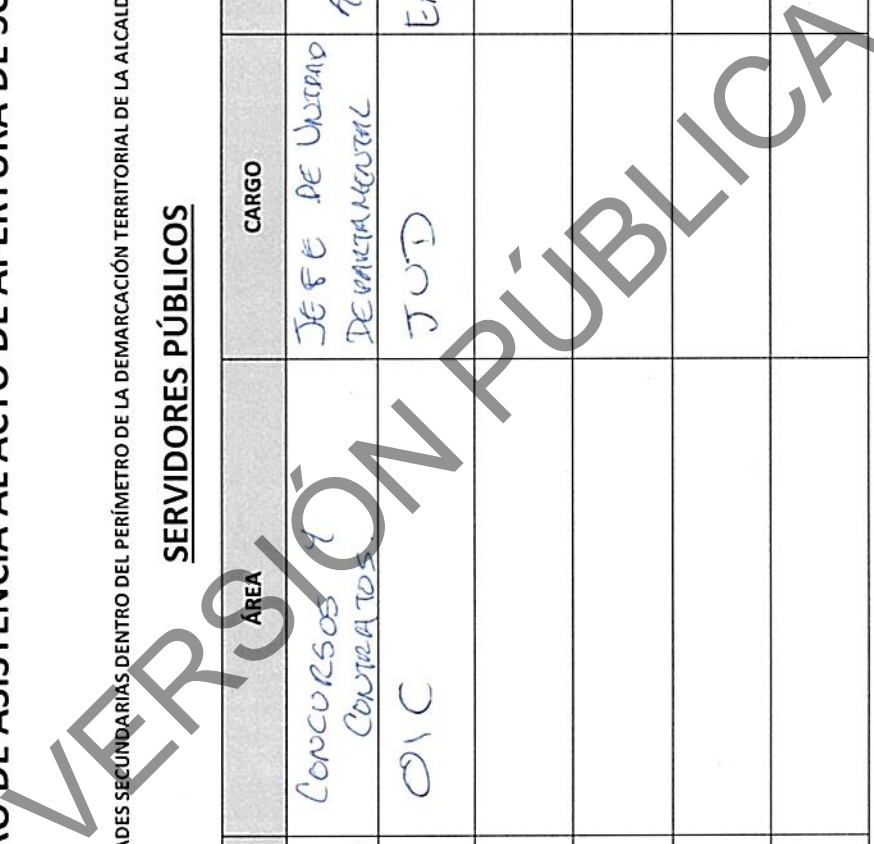 DE ASISTENCIA AL ACTO DE APERTURA DE
ADES SECUNDARIAS DENTRO DEL PERÍMETRO DE LA DEMARCACIÓN TERRITORIAL DE LA ALCALD
SERVIDORES PÚBLICOS
ÁREA CARGO
CONCURSOS Y CONTRATOS. JEFE DE UNIDAD DEPARTAMENTAL
OIC JUD
VERSIÓN PÚBLICA